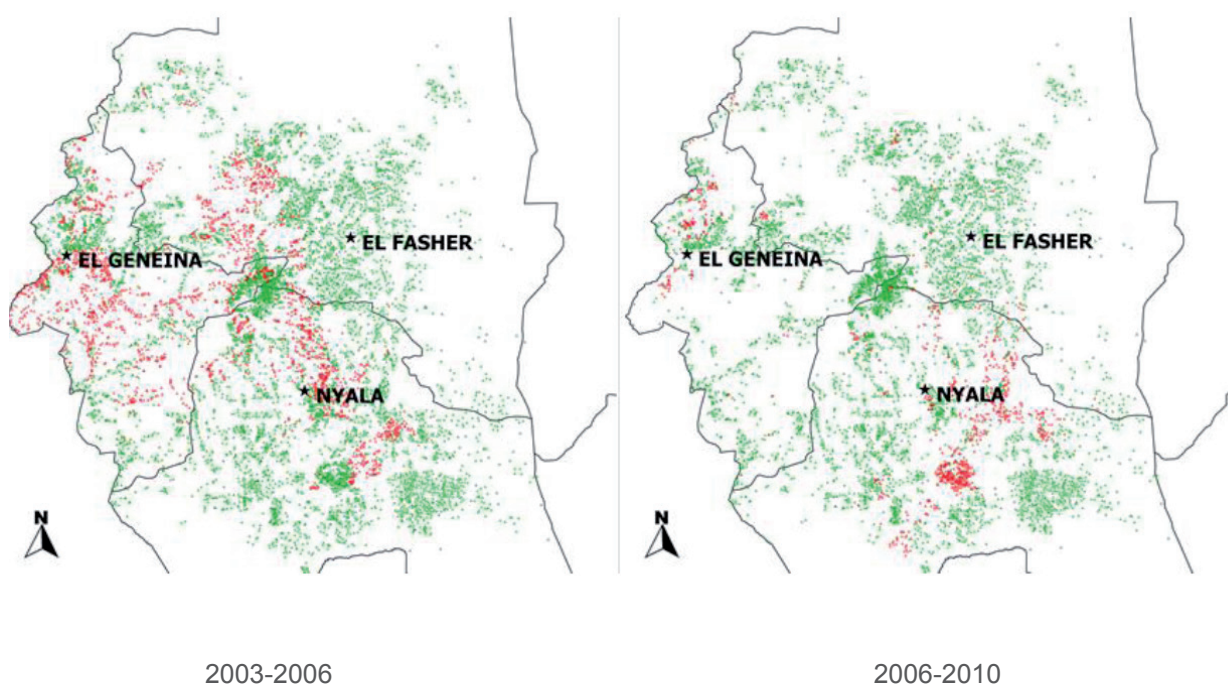 EL FASHER
EL GENEINA
NYALA
N
EL FASHER
EL GENEINA
NYALA
N
2003-2006
2006-2010